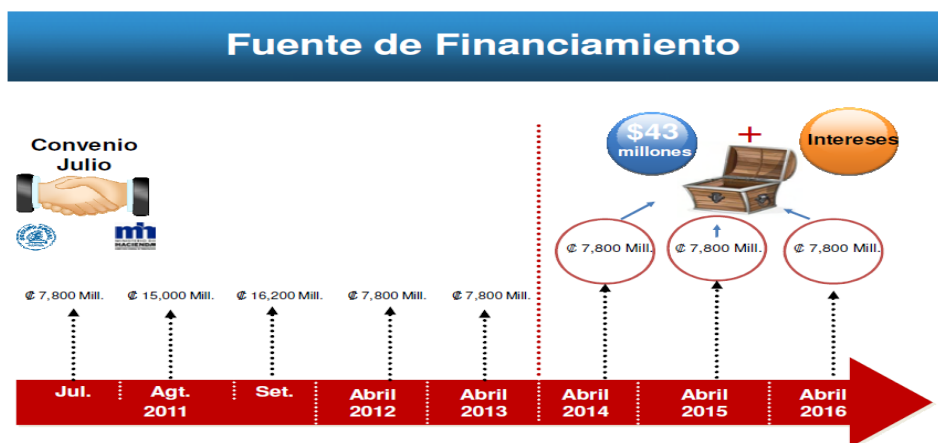 Fuente de Financiamiento
Convenio
Julio
$43
millones
+
Intereses
HACIENDA
₡ 7,800 Mill.
₡ 7,800 Mill.
₡ 7,800 Mill.
₡ 7,800 Mill.
₡ 15,000 Mill.
₡ 16,200 Mill.
₡ 7,800 Mill.
₡ 7,800 Mill.
Jul.
Agt.
Set.
2011
Abril
2012
Abril
2013
Abril
2014
Abril
2015
Abril
2016